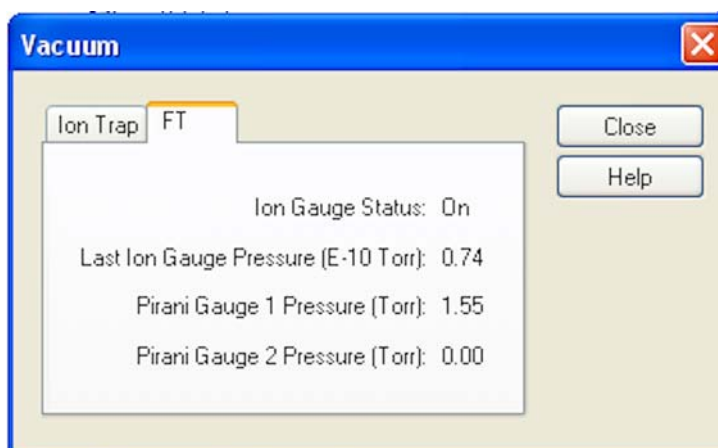 Vacuum
Ion Trap FT
Close
Help
Ion Gauge Status: On
Last Ion Gauge Pressure (E-10 Torr): 0.74
Pirani Gauge 1 Pressure (Torr): 1.55
Pirani Gauge 2 Pressure (Torr): 0.00